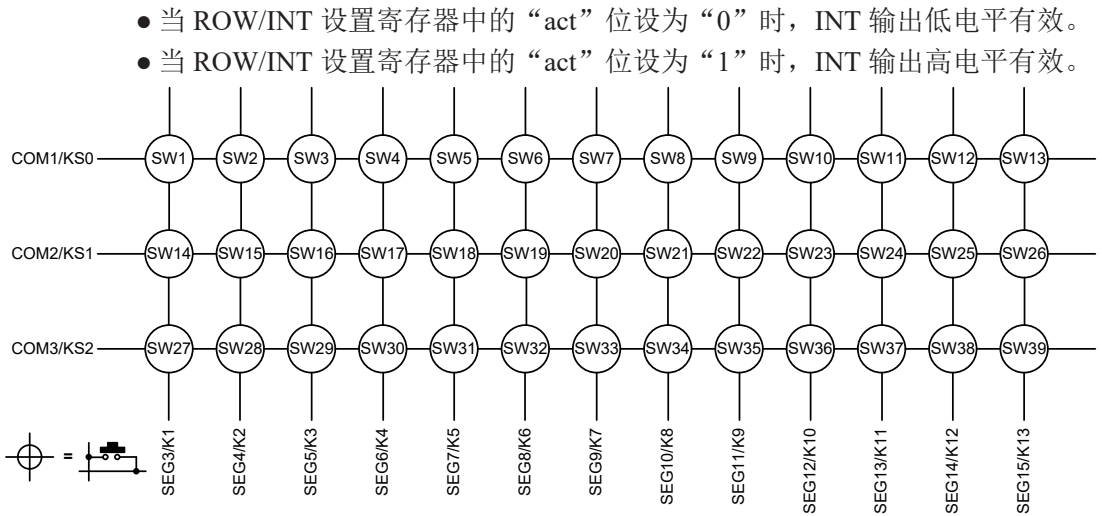 ● 当 ROW/INT 设置寄存器中的“act”位设为“0”时，INT 输出低电平有效。
● 当 ROW/INT 设置寄存器中的“act”位设为“1”时，INT 输出高电平有效。
COM1/KS0 SW1 SW2 SW3 SW4 SW5 SW6 SW7 SW8 SW9 SW10 SW11 SW12 SW13
COM2/KS1 SW14 SW15 SW16 SW17 SW18 SW19 SW20 SW21 SW22 SW23 SW24 SW25 SW26
COM3/KS2 SW27 SW28 SW29 SW30 SW31 SW32 SW33 SW34 SW35 SW36 SW37 SW38 SW39
=
SEG3/K1
SEG4/K2
SEG5/K3
SEG6/K4
SEG7/K5
SEG8/K6
SEG9/K7
SEG10/K8
SEG11/K9
SEG12/K10
SEG13/K11
SEG14/K12
SEG15/K13